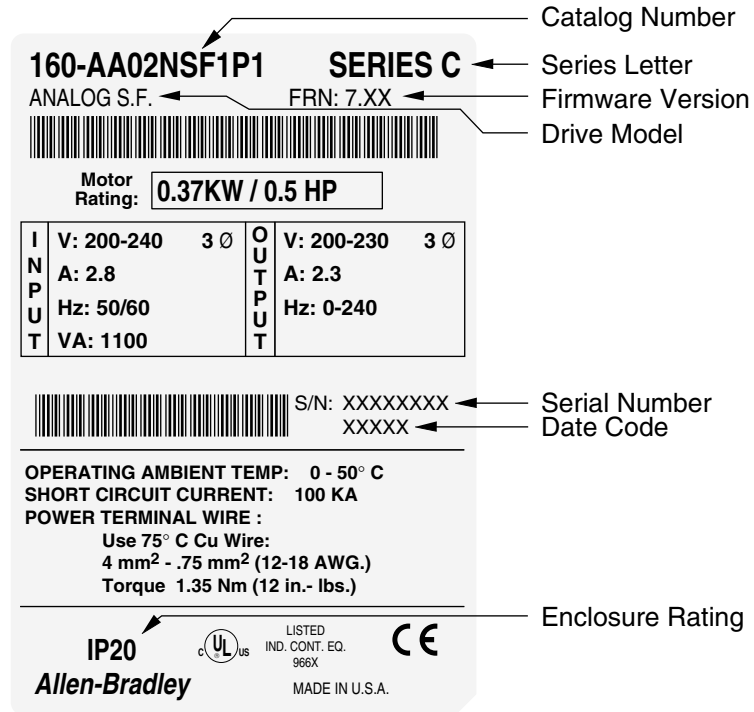 Catalog Number
160-AA02NSF1P1 SERIES C
Series Letter
ANALOG S.F. FRN: 7.XX
Firmware Version
Drive Model
Motor Rating: 0.37KW / 0.5 HP
INPUT
V: 200-240 3 Ø
A: 2.8
Hz: 50/60
VA: 1100
OUTPUT
V: 200-230 3 Ø
A: 2.3
Hz: 0-240
S/N: XXXXXXXX
Serial Number
XXXXX
Date Code
OPERATING AMBIENT TEMP: 0 - 50° C
SHORT CIRCUIT CURRENT: 100 KA
POWER TERMINAL WIRE :
Use 75° C Cu Wire:
4 mm² - .75 mm² (12-18 AWG.)
Torque 1.35 Nm (12 in.- lbs.)
Enclosure Rating
IP20
c UL ® us
LISTED
IND. CONT. EQ.
966X
CE
Allen-Bradley
MADE IN U.S.A.